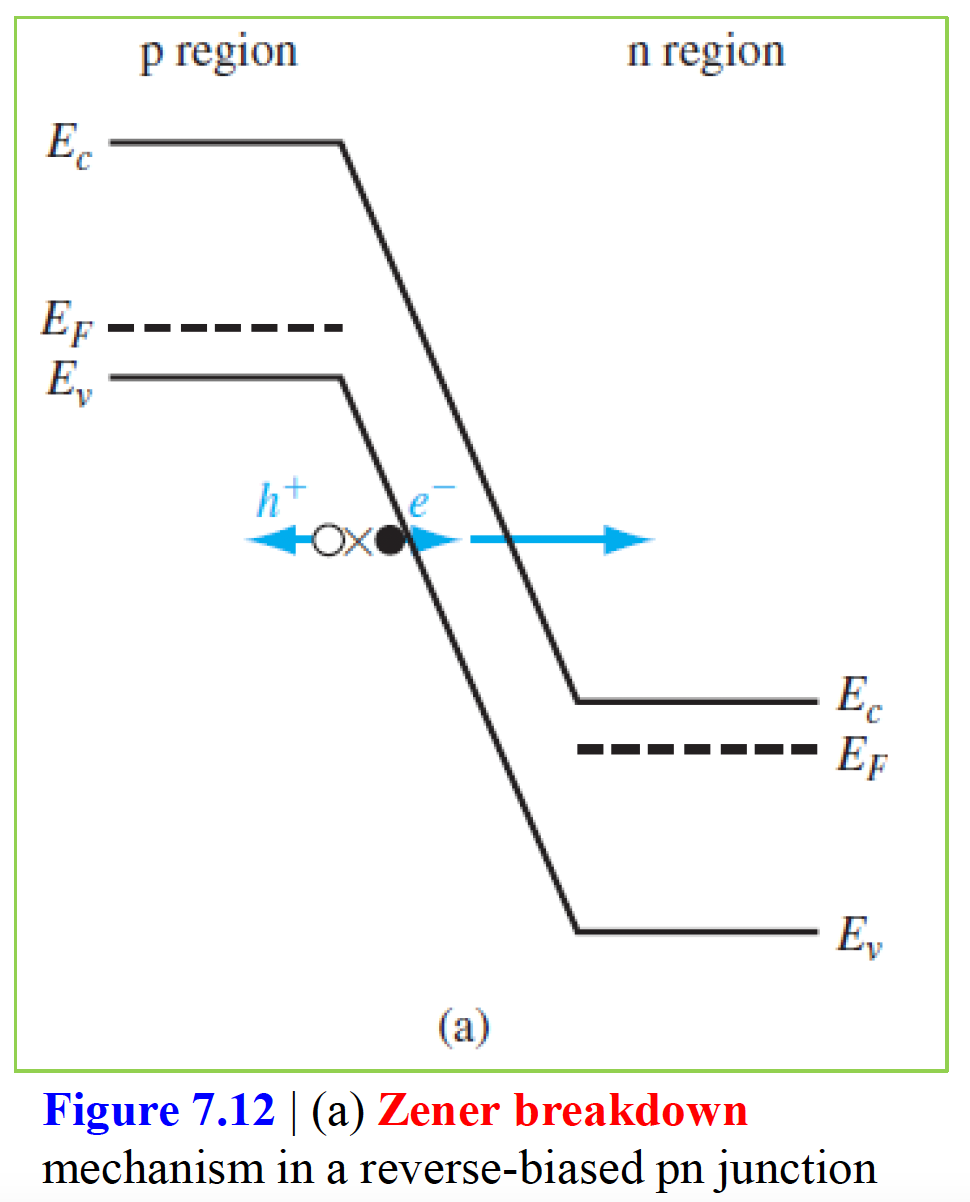 p region n region
E_c
E_F
E_v
h⁺ e⁻
E_c
E_F
E_v
(a)
Figure 7.12 | (a) Zener breakdown
mechanism in a reverse-biased pn junction